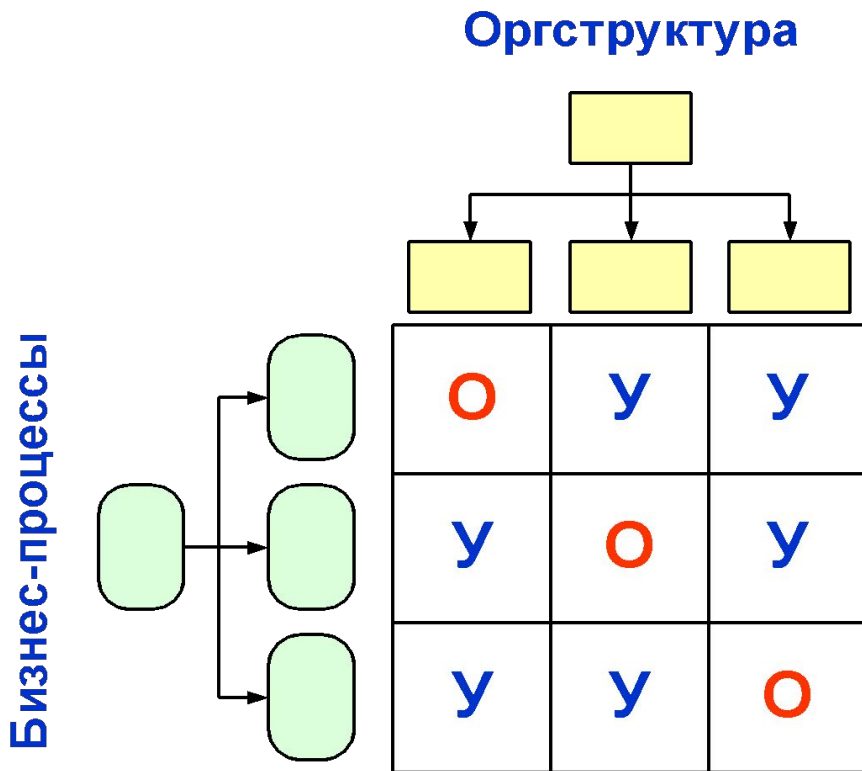 Оргструктура
Бизнес-процессы
О У У
У О У
У У О